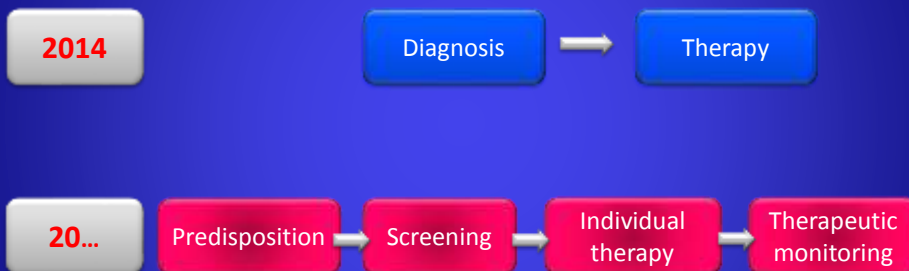 2014
Diagnosis
Therapy
20...
Predisposition
Screening
Individual
therapy
Therapeutic
monitoring